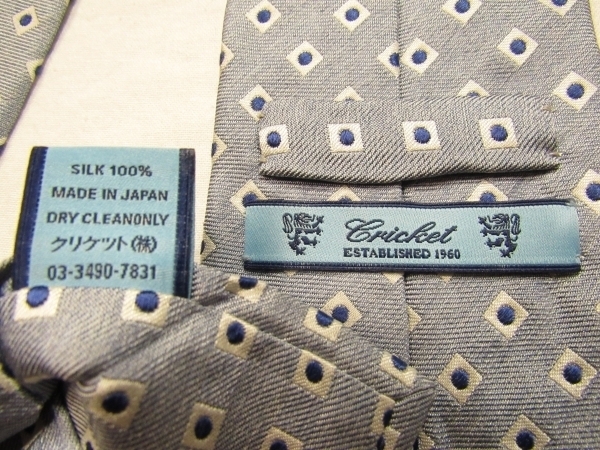 SILK 100%
MADE IN JAPAN
DRY CLEANONLY
クリケット(株)
03-3490-7831
Cricket
ESTABLISHED 1960